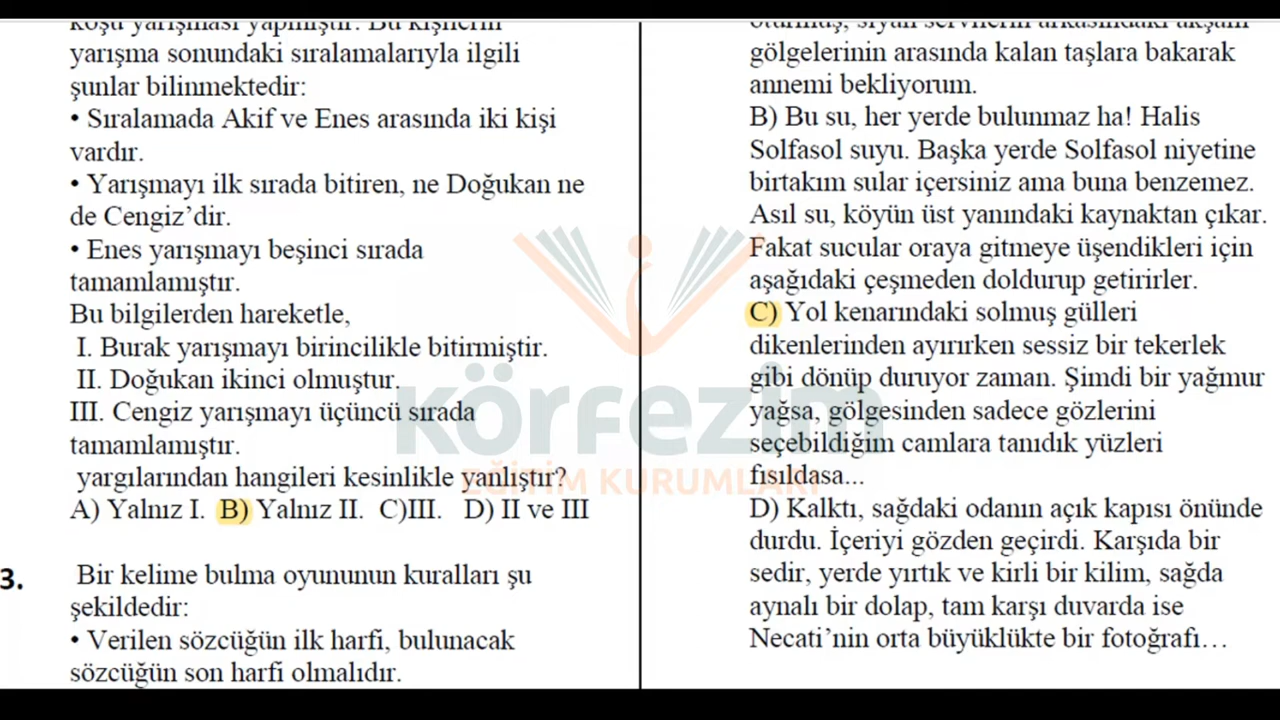 koşu yarışması yapmıştır. Bu kişilerin
yarışma sonundaki sıralamalarıyla ilgili
şunlar bilinmektedir:
• Sıralamada Akif ve Enes arasında iki kişi
vardır.
• Yarışmayı ilk sırada bitiren, ne Doğukan ne
de Cengiz’dir.
• Enes yarışmayı beşinci sırada
tamamlamıştır.
Bu bilgilerden hareketle,
I. Burak yarışmayı birincilikle bitirmiştir.
II. Doğukan ikinci olmuştur.
III. Cengiz yarışmayı üçüncü sırada
tamamlamıştır.
yargılarından hangileri kesinlikle yanlıştır?
A) Yalnız I. B) Yalnız II. C)III. D) II ve III
3. Bir kelime bulma oyununun kuralları şu
şekildedir:
• Verilen sözcüğün ilk harfi, bulunacak
sözcüğün son harfi olmalıdır.
oturmuş, siyah servilerin arkasındaki akşam
gölgelerinin arasında kalan taşlara bakarak
annemi bekliyorum.
B) Bu su, her yerde bulunmaz ha! Halis
Solfasol suyu. Başka yerde Solfasol niyetine
birtakım sular içersiniz ama buna benzemez.
Asıl su, köyün üst yanındaki kaynaktan çıkar.
Fakat sucular oraya gitmeye üşendikleri için
aşağıdaki çeşmeden doldurup getirirler.
C) Yol kenarındaki solmuş gülleri
dikenlerinden ayırırken sessiz bir tekerlek
gibi dönüp duruyor zaman. Şimdi bir yağmur
yağsa, gölgesinden sadece gözlerini
seçebildiğim camlara tanıdık yüzleri
fısıldasa...
D) Kalktı, sağdaki odanın açık kapısı önünde
durdu. İçeriyi gözden geçirdi. Karşıda bir
sedir, yerde yırtık ve kirli bir kilim, sağda
aynalı bir dolap, tam karşı duvarda ise
Necati’nin orta büyüklükte bir fotoğrafı…
körfezim
EĞİTİM KURUMLARI